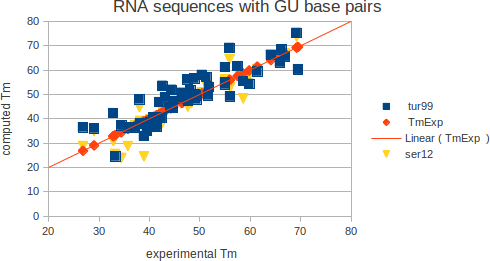 RNA sequences with GU base pairs
computed Tm
80
70
60
50
40
30
20
10
0
20
30
40
50
60
70
80
experimental Tm
tur99
TmExp
Linear ( TmExp )
ser12